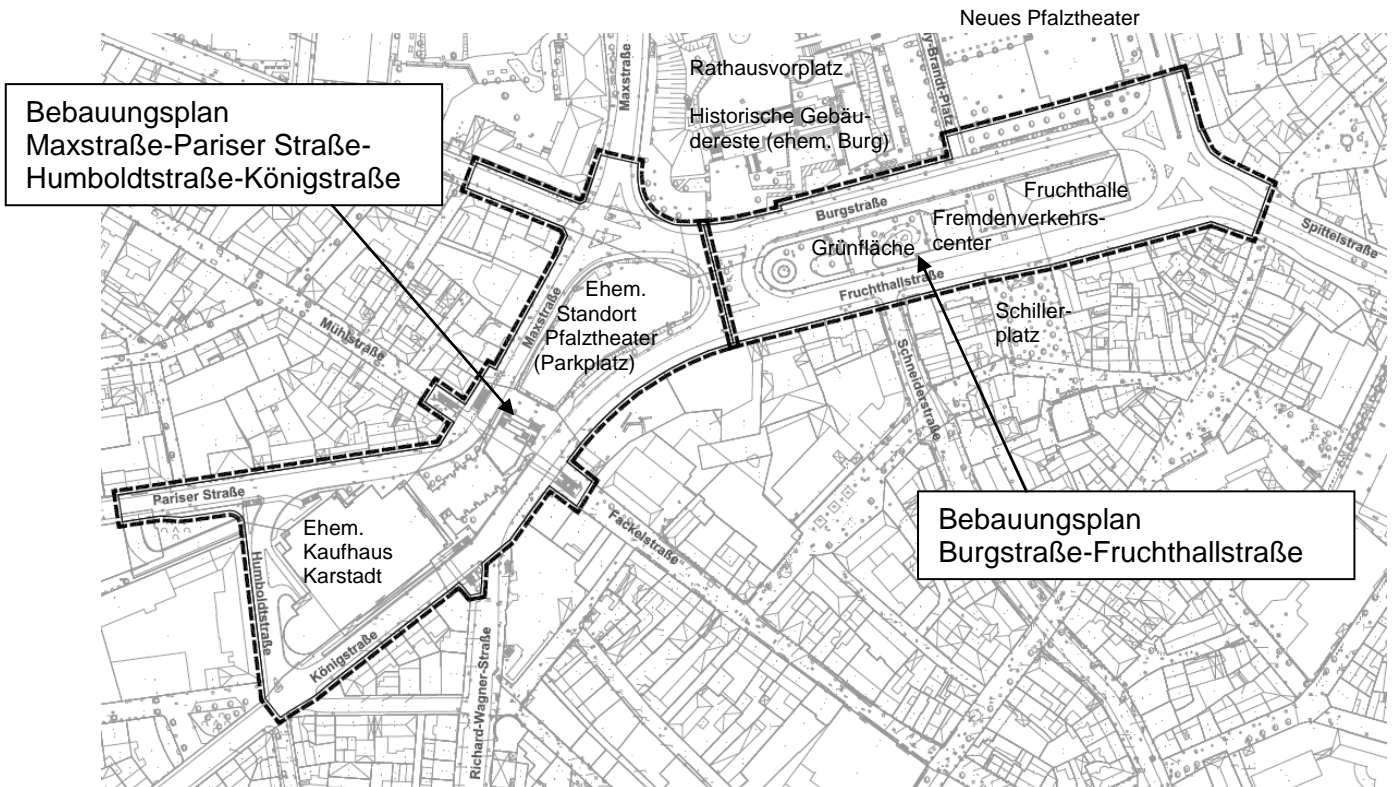 Neues Pfalztheater
Maxstraße
Rathausvorplatz
y-Brandt-Platz
Bebauungsplan
Maxstraße-Pariser Straße-
Humboldtstraße-Königstraße
Historische Gebäu-
dereste (ehem. Burg)
Fruchthalle
Burgstraße
Fremdenverkehrs-
center
Grünfläche
Spittelstraße
Fruchthallstraße
Ehem.
Standort
Pfalztheater
(Parkplatz)
Maxstraße
Schiller-
platz
Mühlstraße
Schneiderstraße
Pariser Straße
Ehem.
Kaufhaus
Karstadt
Fackelstraße
Bebauungsplan
Burgstraße-Fruchthallstraße
Humboldtstraße
Königstraße
Richard-Wagner-Straße